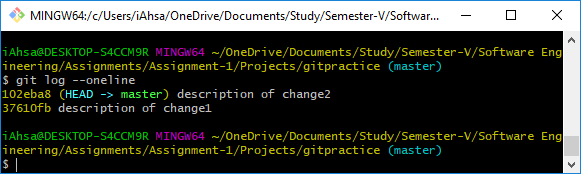 MINGW64:/c/Users/iAhsa/OneDrive/Documents/Study/Semester-V/Softwar...
iAhsa@DESKTOP-S4CCM9R MINGW64 ~/OneDrive/Documents/Study/Semester-V/Software Eng
ineering/Assignments/Assignment-1/Projects/gitpractice (master)
$ git log --oneline
102eba8 (HEAD -> master) description of change2
37610fb description of change1
iAhsa@DESKTOP-S4CCM9R MINGW64 ~/OneDrive/Documents/Study/Semester-V/Software Eng
ineering/Assignments/Assignment-1/Projects/gitpractice (master)
$